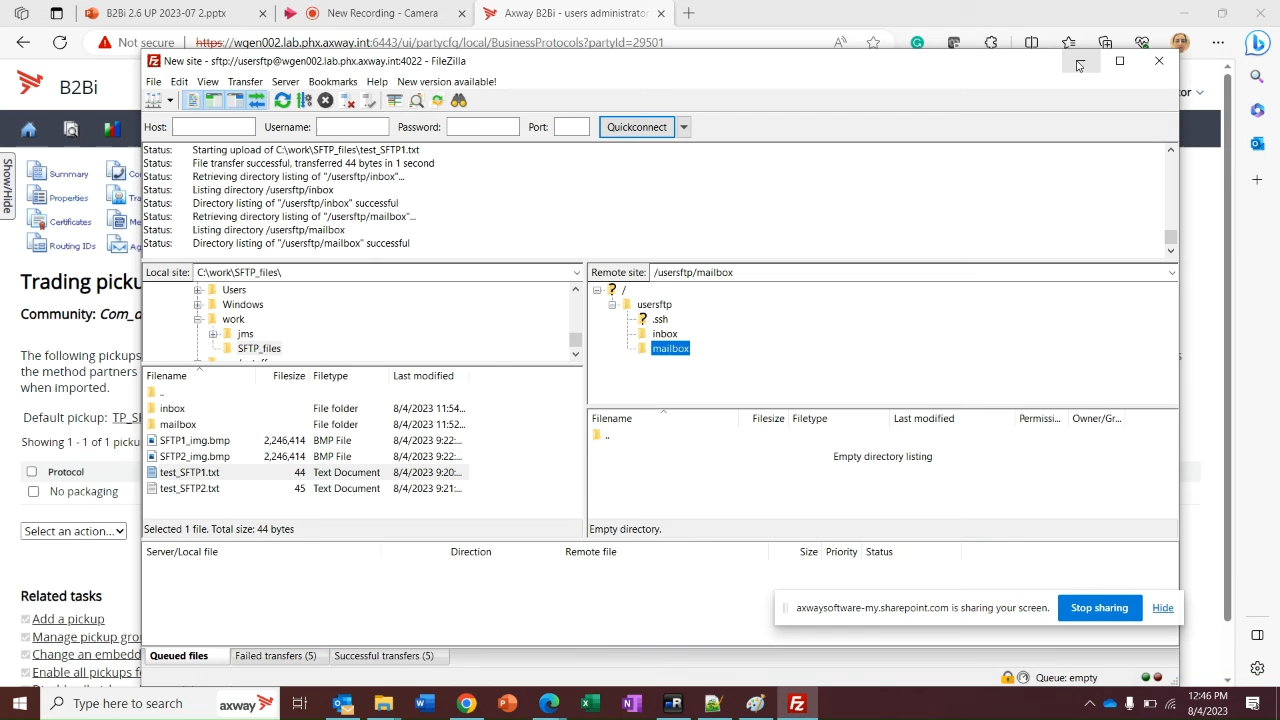 B2Bi 2.6 UP 2023-07 2.pptx
New Recording - Camera
Axway B2Bi - users administrator
Not secure
https://wgen002.lab.phx.axway.int:6443/ui/partycfg/local/BusinessProtocols?partyId=29501
New site - sftp://usersftp@wgen002.lab.phx.axway.int:4022 - FileZilla
File Edit View Transfer Server Bookmarks Help New version available!
B2Bi
Host: Username: Password: Port: Quickconnect
Status: Starting upload of C:\work\SFTP_files\test_SFTP1.txt
Status: File transfer successful, transferred 44 bytes in 1 second
Status: Retrieving directory listing of "/usersftp/inbox"...
Status: Listing directory /usersftp/inbox
Status: Directory listing of "/usersftp/inbox" successful
Status: Retrieving directory listing of "/usersftp/mailbox"...
Status: Listing directory /usersftp/mailbox
Status: Directory listing of "/usersftp/mailbox" successful
Show/Hide
Summary
Properties
Certificates
Routing IDs
Trading picku
Community: Com_
The following pickups
the method partners
when imported.
Default pickup: TP_S
Showing 1 - 1 of 1 picku
Protocol
No packaging
Select an action...
Related tasks
Add a pickup
Manage pickup gro
Change an embedd
Enable all pickups f
Local site: C:\work\SFTP_files\
Users
Windows
work
jms
SFTP_files
Remote site: /usersftp/mailbox
/
usersftp
.ssh
inbox
mailbox
Filename Filesize Filetype Last modified
..
inbox File folder 8/4/2023 11:54...
mailbox File folder 8/4/2023 11:52...
SFTP1_img.bmp 2,246,414 BMP File 8/4/2023 9:22:...
SFTP2_img.bmp 2,246,414 BMP File 8/4/2023 9:22:...
test_SFTP1.txt 44 Text Document 8/4/2023 9:20:...
test_SFTP2.txt 45 Text Document 8/4/2023 9:21:...
Selected 1 file. Total size: 44 bytes
Filename Filesize Filetype Last modified Permissi... Owner/Gr...
..
Empty directory listing
Empty directory.
Server/Local file Direction Remote file Size Priority Status
axwaysoftware-my.sharepoint.com is sharing your screen. Stop sharing Hide
Queued files Failed transfers (5) Successful transfers (5)
Queue: empty
Type here to search
axway
12:46 PM
8/4/2023